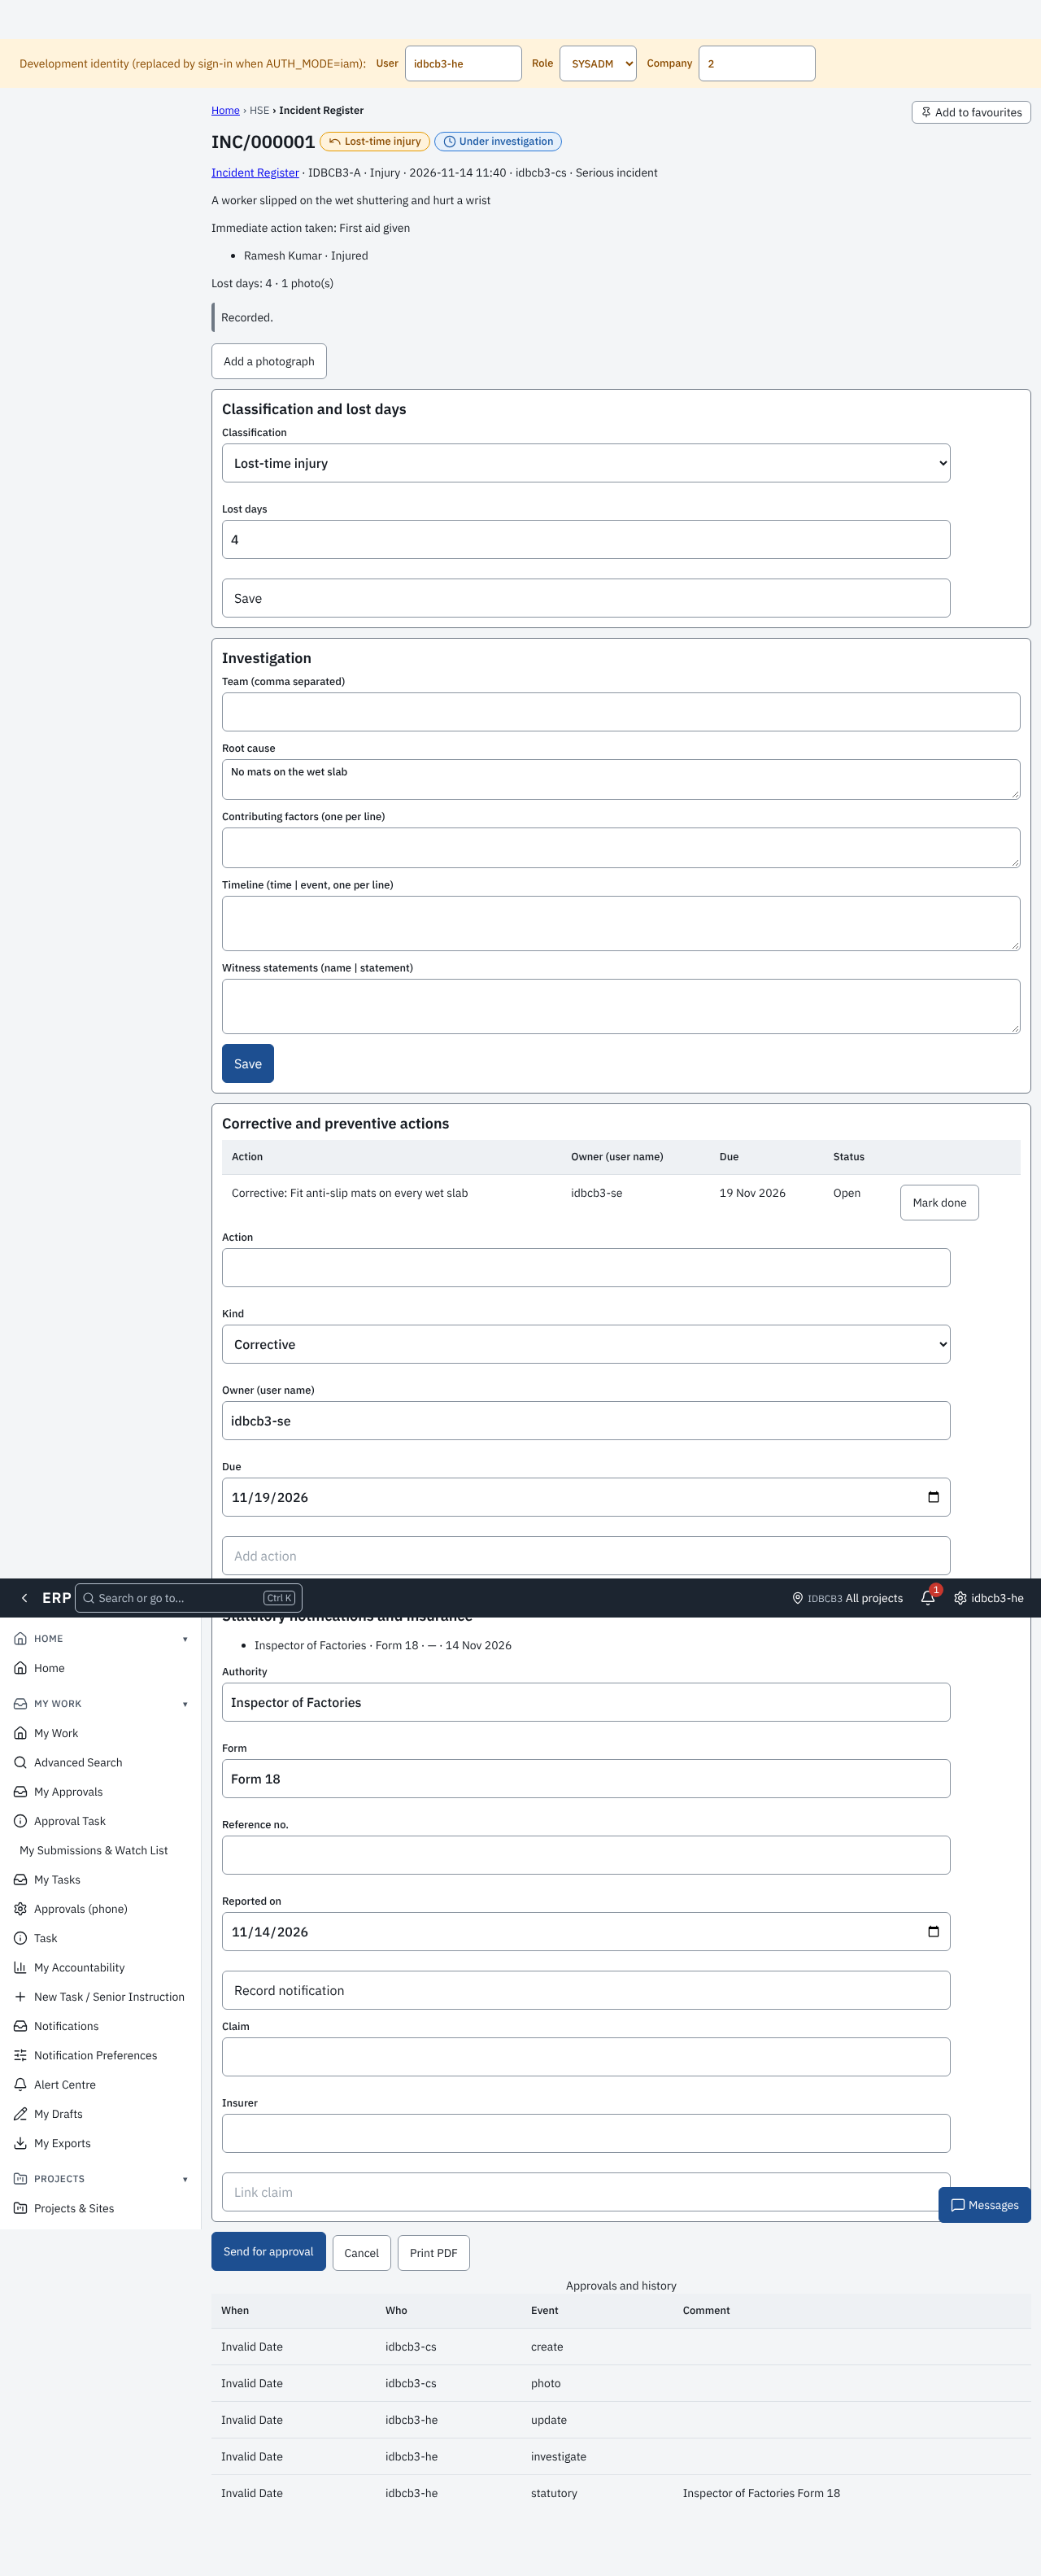 Development identity (replaced by sign-in when AUTH_MODE=iam): User idbcb3-he Role SYSADM Company 2
Home › HSE › Incident Register
Add to favourites
INC/000001 Lost-time injury Under investigation
Incident Register · IDBCB3-A · Injury · 2026-11-14 11:40 · idbcb3-cs · Serious incident
A worker slipped on the wet shuttering and hurt a wrist
Immediate action taken: First aid given
• Ramesh Kumar · Injured
Lost days: 4 · 1 photo(s)
Recorded.
Add a photograph
Classification and lost days
Classification
Lost-time injury
Lost days
4
Save
Investigation
Team (comma separated)
Root cause
No mats on the wet slab
Contributing factors (one per line)
Timeline (time | event, one per line)
Witness statements (name | statement)
Save
Corrective and preventive actions
Action Owner (user name) Due Status
Corrective: Fit anti-slip mats on every wet slab idbcb3-se 19 Nov 2026 Open Mark done
Action
Kind
Corrective
Owner (user name)
idbcb3-se
Due
11/19/2026
Add action
ERP Search or go to... Ctrl K IDBCB3 All projects 1 idbcb3-he
Statutory notifications and insurance
• Inspector of Factories · Form 18 · — · 14 Nov 2026
Authority
Inspector of Factories
Form
Form 18
Reference no.
Reported on
11/14/2026
Record notification
Claim
Insurer
Link claim
HOME
Home
MY WORK
My Work
Advanced Search
My Approvals
Approval Task
My Submissions & Watch List
My Tasks
Approvals (phone)
Task
My Accountability
New Task / Senior Instruction
Notifications
Notification Preferences
Alert Centre
My Drafts
My Exports
PROJECTS
Projects & Sites
Messages
Send for approval Cancel Print PDF
Approvals and history
When Who Event Comment
Invalid Date idbcb3-cs create
Invalid Date idbcb3-cs photo
Invalid Date idbcb3-he update
Invalid Date idbcb3-he investigate
Invalid Date idbcb3-he statutory Inspector of Factories Form 18